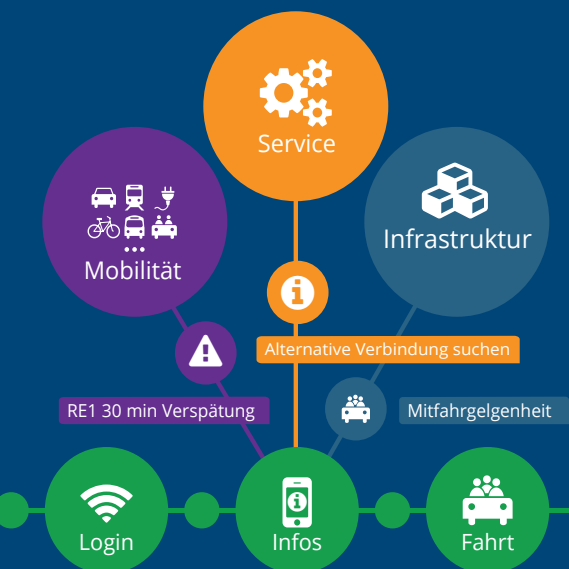 Service
Mobilität
Infrastruktur
Alternative Verbindung suchen
RE1 30 min Verspätung
Mitfahrgelgenheit
Login
Infos
Fahrt